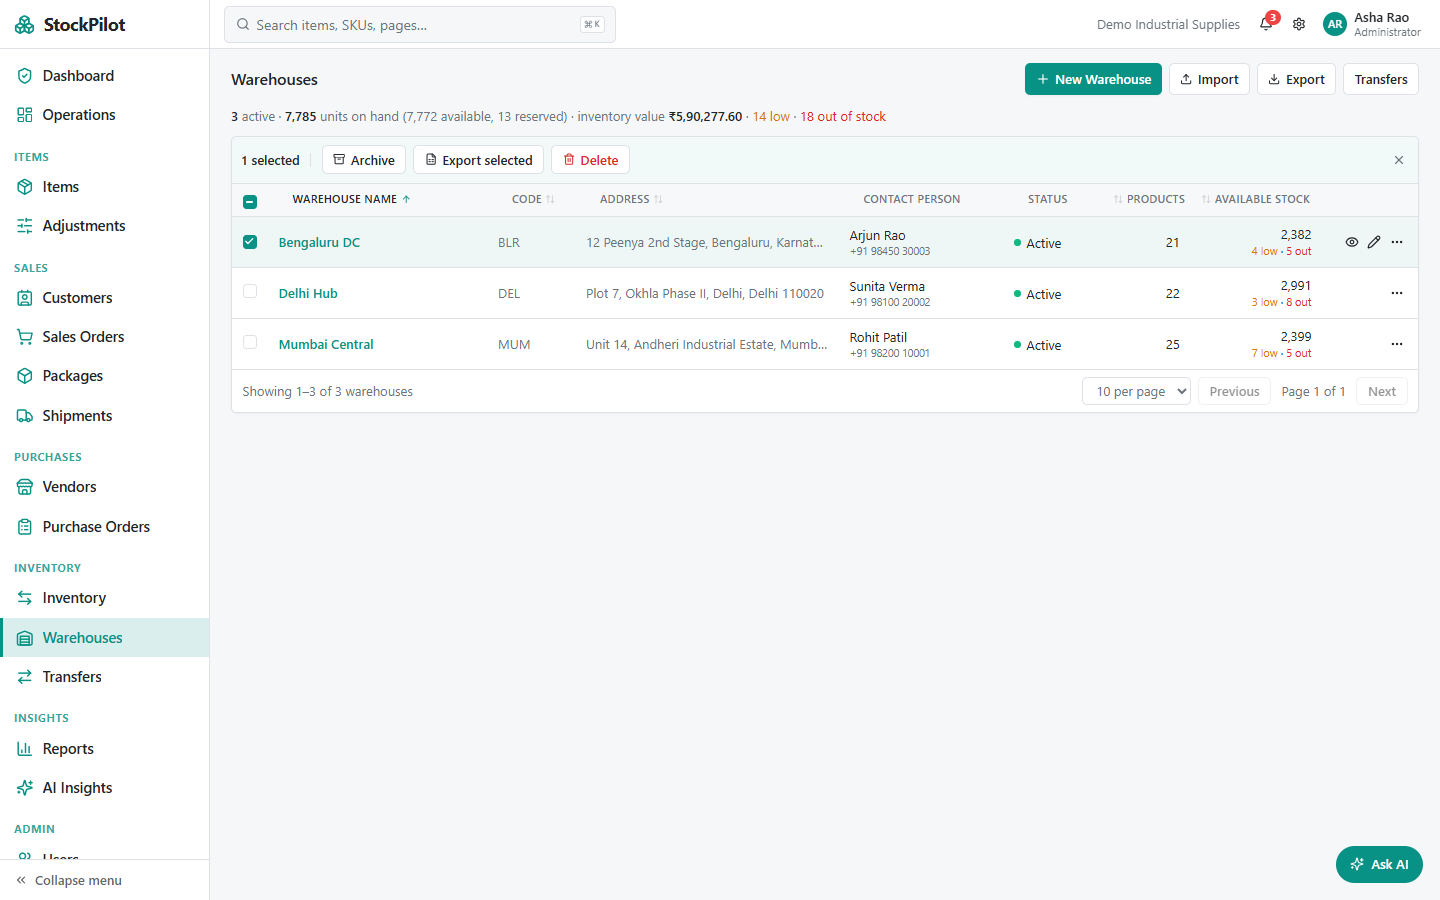 StockPilot
Search items, SKUs, pages...
⌘K
Demo Industrial Supplies
3
AR
Asha Rao
Administrator
Dashboard
Operations
ITEMS
Items
Adjustments
SALES
Customers
Sales Orders
Packages
Shipments
PURCHASES
Vendors
Purchase Orders
INVENTORY
Inventory
Warehouses
Transfers
INSIGHTS
Reports
AI Insights
ADMIN
Users
Collapse menu
Warehouses
New Warehouse
Import
Export
Transfers
3 active · 7,785 units on hand (7,772 available, 13 reserved) · inventory value ₹5,90,277.60 · 14 low · 18 out of stock
1 selected
Archive
Export selected
Delete
WAREHOUSE NAME CODE ADDRESS CONTACT PERSON STATUS PRODUCTS AVAILABLE STOCK
Bengaluru DC BLR 12 Peenya 2nd Stage, Bengaluru, Karnat... Arjun Rao Active 21 2,382
+91 98450 30003 4 low · 5 out
Delhi Hub DEL Plot 7, Okhla Phase II, Delhi, Delhi 110020 Sunita Verma Active 22 2,991
+91 98100 20002 3 low · 8 out
Mumbai Central MUM Unit 14, Andheri Industrial Estate, Mumb... Rohit Patil Active 25 2,399
+91 98200 10001 7 low · 5 out
Showing 1–3 of 3 warehouses
10 per page
Previous
Page 1 of 1
Next
Ask AI